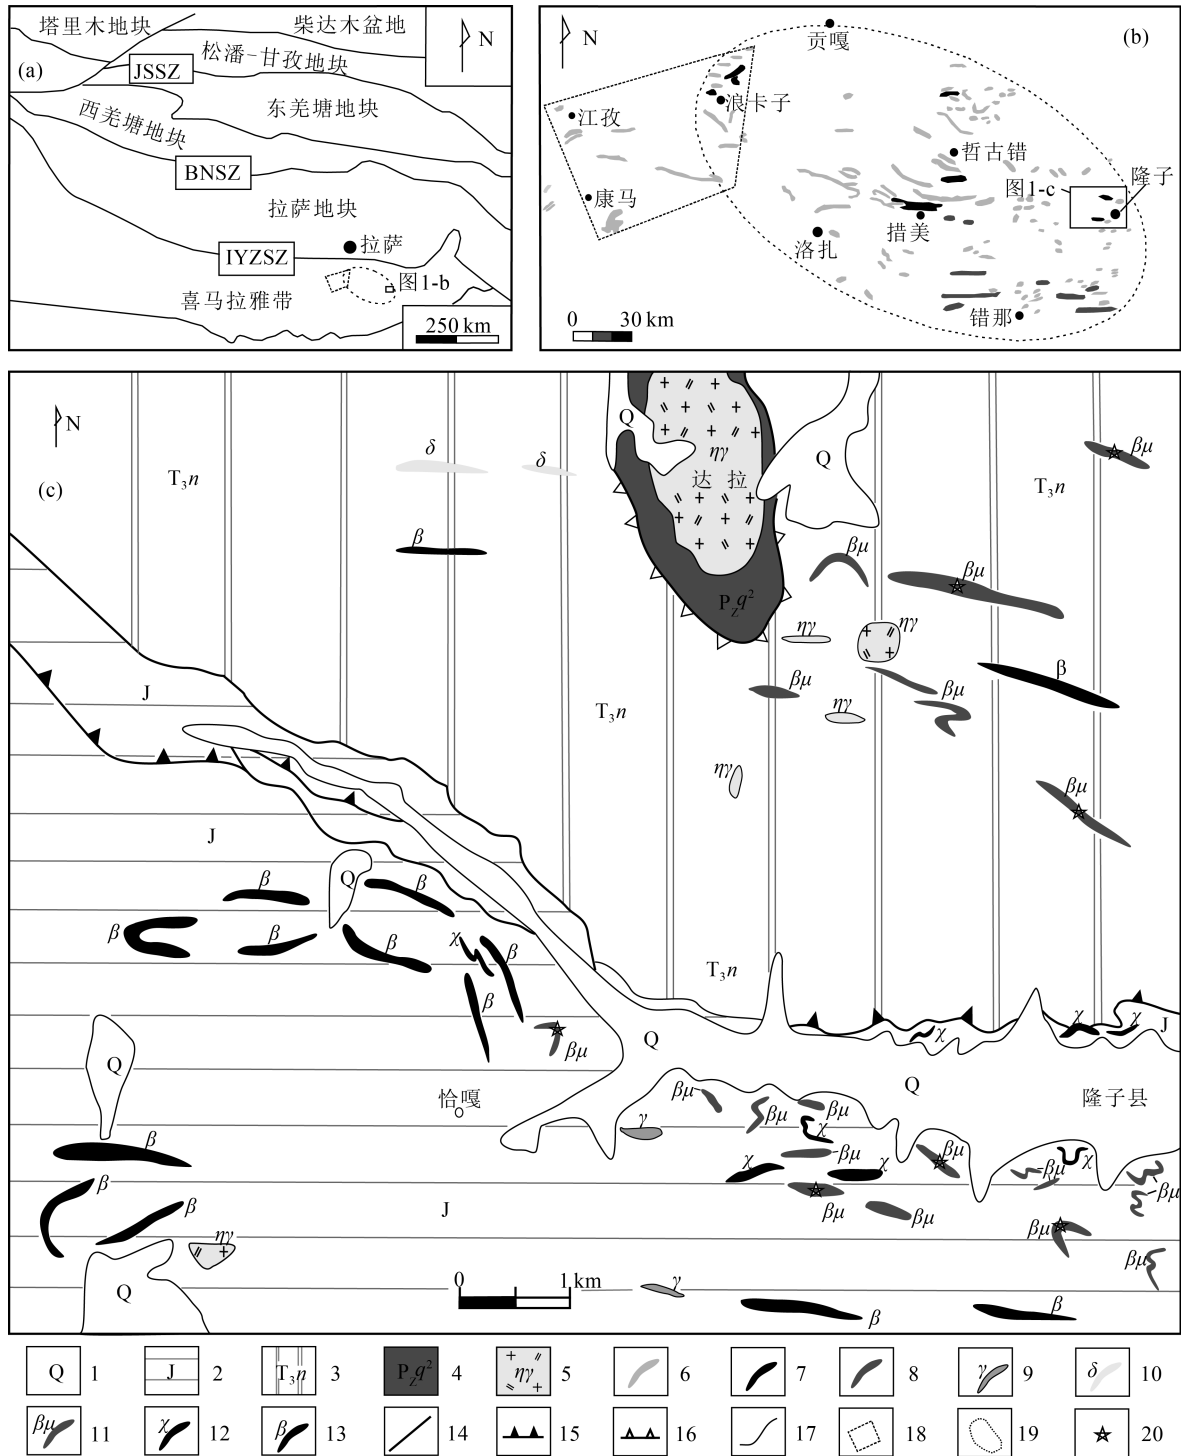 塔里木地块
柴达木盆地
N
(a)
松潘-甘孜地块
JSSZ
西羌塘地块
东羌塘地块
BNSZ
拉萨地块
拉萨
IYZSZ
图1-b
喜马拉雅带
250 km
N
贡嘎
(b)
江孜
浪卡子
哲古错
康马
图1-c
隆子
措美
洛扎
错那
0 30 km
N
(c)
T3n
δ
δ
Q
ηγ
达 拉
Q
βμ
T3n
β
βμ
βμ
PZq2
ηγ
ηγ
β
J
βμ
βμ
T3n
ηγ
ηγ
βμ
J
β
Q
β
β
β
β
χ
β
T3n
β
βμ
Q
χ
χ
χ
J
Q
恰嘎
βμ
Q
隆子县
βμ
βμ
γ
χ
β
βμ
βμ
βμ
χ
χ
χ
β
βμ
β
J
βμ
βμ
βμ
ηγ
βμ
Q
0 1 km
γ
β
β
Q 1
J 2
T3n 3
PZq2 4
ηγ 5
6
7
8
γ 9
δ 10
βμ 11
χ 12
β 13
14
15
16
17
18
19
20